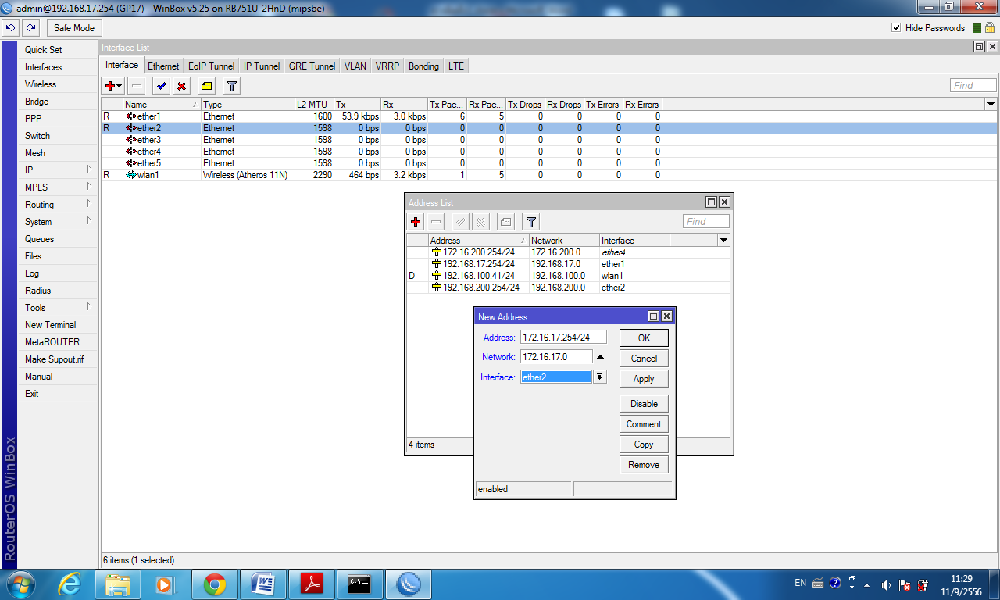 admin@192.168.17.254 (GP17) - WinBox v5.25 on RB751U-2HnD (mipsbe)
Safe Mode
Hide Passwords
RouterOS WinBox
Quick Set
Interfaces
Wireless
Bridge
PPP
Switch
Mesh
IP
MPLS
Routing
System
Queues
Files
Log
Radius
Tools
New Terminal
MetaROUTER
Make Supout.rif
Manual
Exit
Interface List
Interface Ethernet EoIP Tunnel IP Tunnel GRE Tunnel VLAN VRRP Bonding LTE
Find
Name Type L2 MTU Tx Rx Tx Pac... Rx Pac... Tx Drops Rx Drops Tx Errors Rx Errors
R ether1 Ethernet 1600 53.9 kbps 3.0 kbps 6 5 0 0 0 0
R ether2 Ethernet 1598 0 bps 0 bps 0 0 0 0 0 0
ether3 Ethernet 1598 0 bps 0 bps 0 0 0 0 0 0
ether4 Ethernet 1598 0 bps 0 bps 0 0 0 0 0 0
ether5 Ethernet 1598 0 bps 0 bps 0 0 0 0 0 0
R wlan1 Wireless (Atheros 11N) 2290 464 bps 3.2 kbps 1 5 0 0 0 0
Address List
Find
Address Network Interface
172.16.200.254/24 172.16.200.0 ether4
192.168.17.254/24 192.168.17.0 ether1
D 192.168.100.41/24 192.168.100.0 wlan1
192.168.200.254/24 192.168.200.0 ether2
4 items
New Address
Address: 172.16.17.254/24
Network: 172.16.17.0
Interface: ether2
OK
Cancel
Apply
Disable
Comment
Copy
Remove
enabled
6 items (1 selected)
EN
11:29
11/9/2556